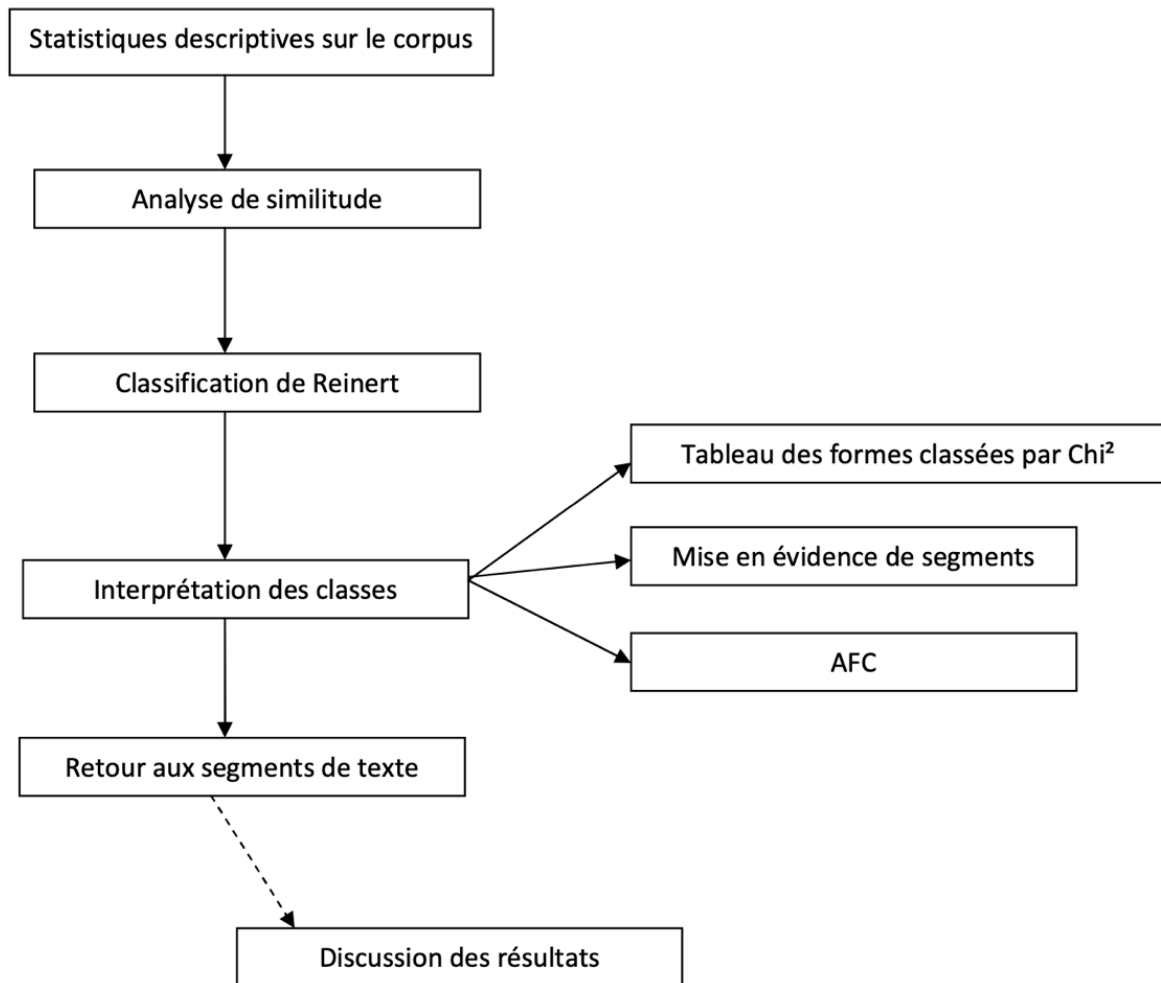 Statistiques descriptives sur le corpus
Analyse de similitude
Classification de Reinert
Tableau des formes classées par Chi²
Mise en évidence de segments
Interprétation des classes
AFC
Retour aux segments de texte
Discussion des résultats